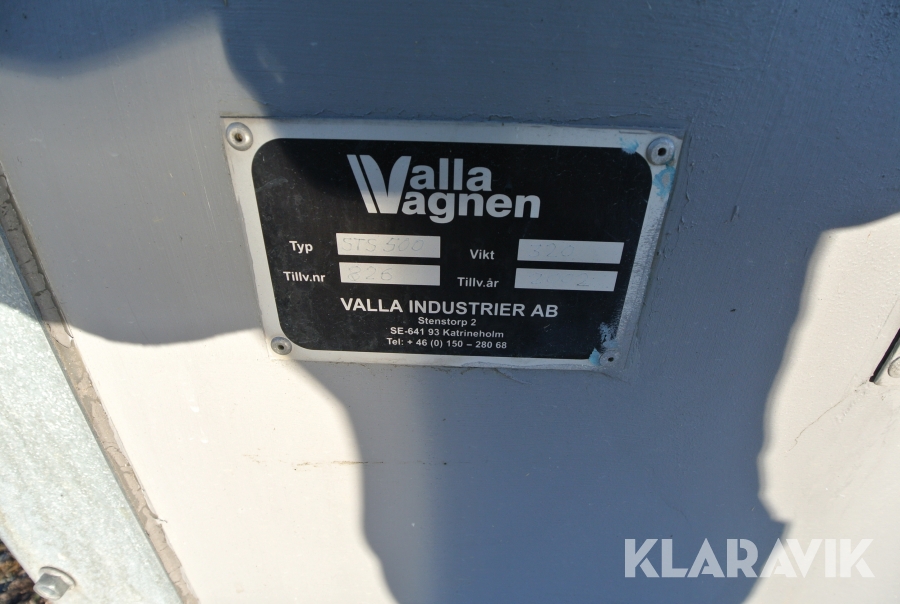 Valla
Vagnen
Typ STS 500 Vikt
Tillv.nr 826 Tillv.år
VALLA INDUSTRIER AB
Stenstorp 2
SE-641 93 Katrineholm
Tel: + 46 (0) 150 – 280 68
KLARAVIK